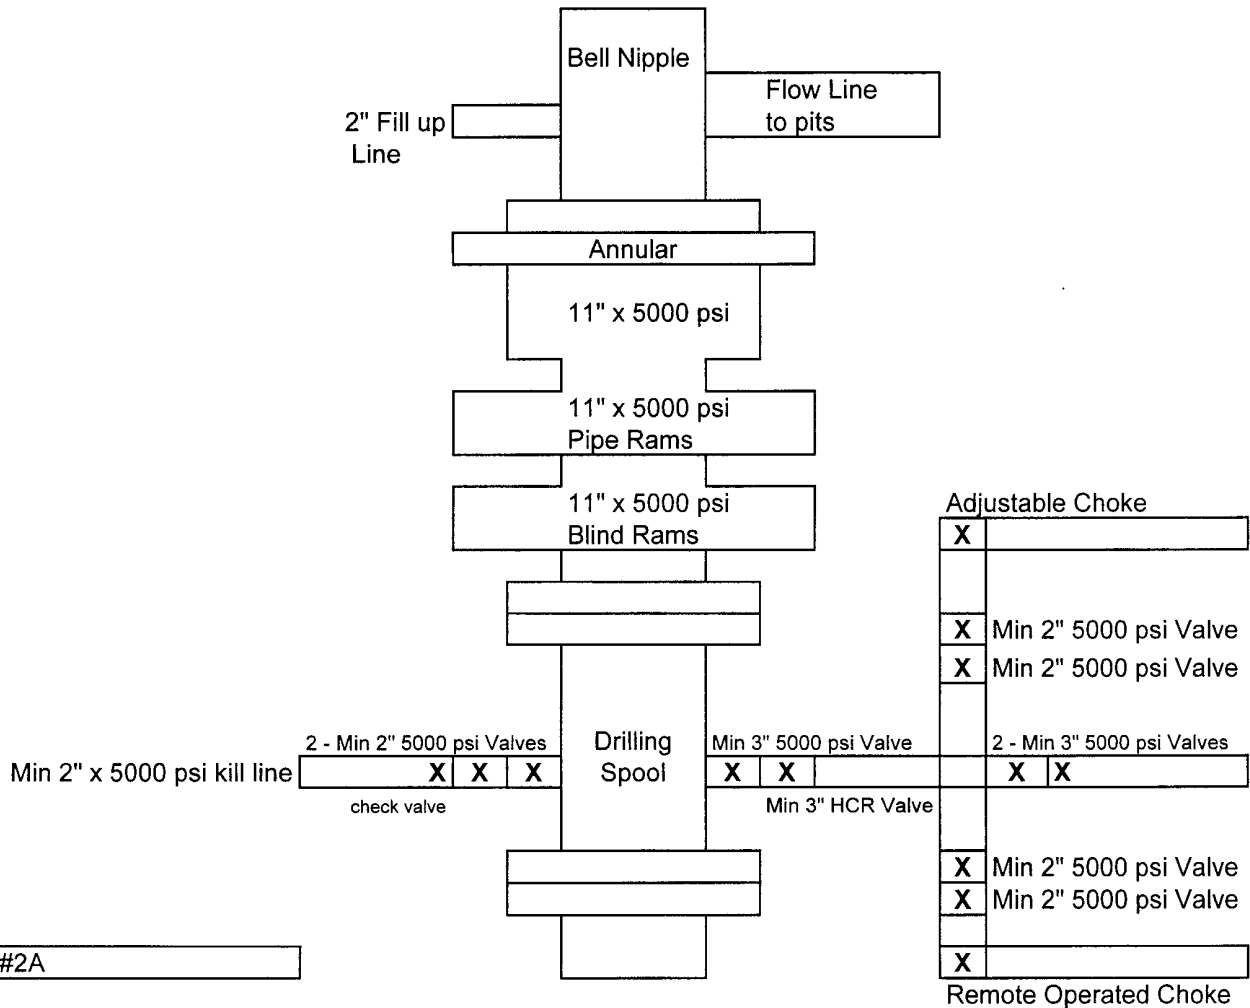 Bell Nipple
Flow Line
to pits
2" Fill up
Line
Annular
11" x 5000 psi
11" x 5000 psi
Pipe Rams
11" x 5000 psi
Blind Rams
Adjustable Choke
X
X Min 2" 5000 psi Valve
X Min 2" 5000 psi Valve
2 - Min 2" 5000 psi Valves
Drilling
Spool
Min 3" 5000 psi Valve
2 - Min 3" 5000 psi Valves
Min 2" x 5000 psi kill line
X X X
X X
X X
check valve
Min 3" HCR Valve
X Min 2" 5000 psi Valve
X Min 2" 5000 psi Valve
#2A
X
Remote Operated Choke